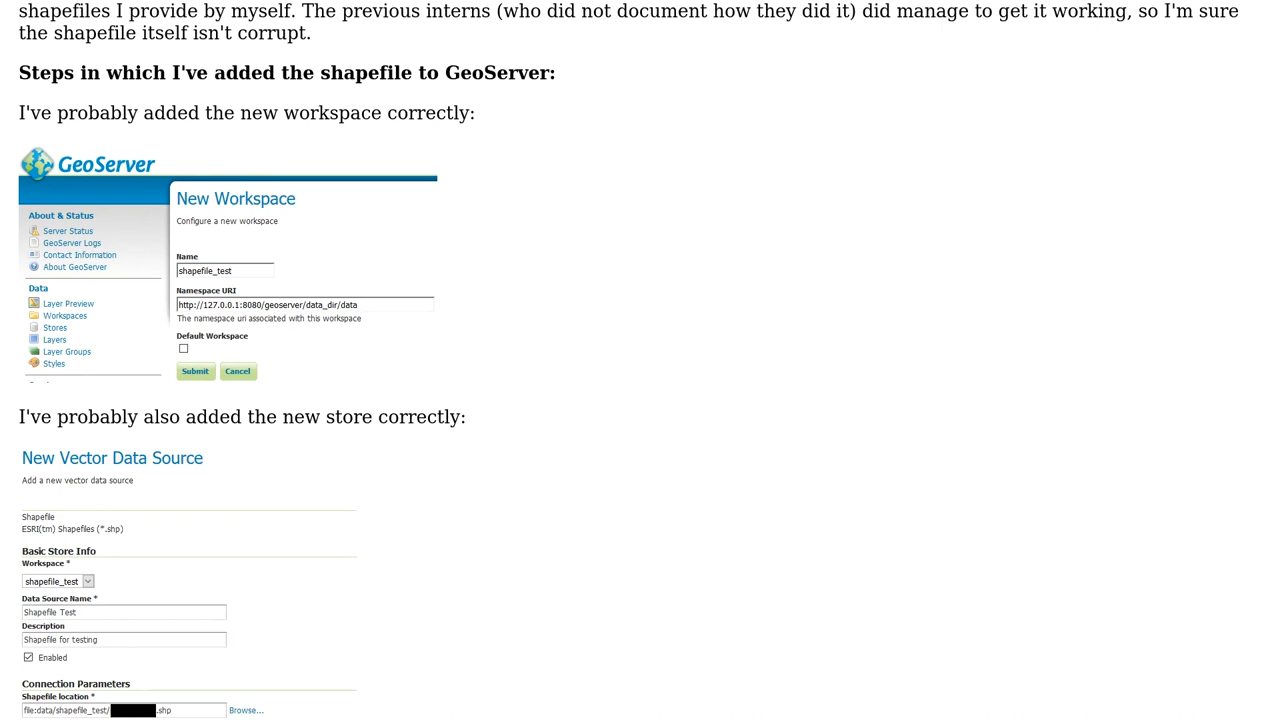 shapefiles I provide by myself. The previous interns (who did not document how they did it) did manage to get it working, so I'm sure
the shapefile itself isn't corrupt.
Steps in which I've added the shapefile to GeoServer:
I've probably added the new workspace correctly:
GeoServer
New Workspace
Configure a new workspace
About & Status
Server Status
GeoServer Logs
Contact Information
About GeoServer
Data
Layer Preview
Workspaces
Stores
Layers
Layer Groups
Styles
Name
shapefile_test
Namespace URI
http://127.0.0.1:8080/geoserver/data_dir/data
The namespace uri associated with this workspace
Default Workspace
Submit Cancel
I've probably also added the new store correctly:
New Vector Data Source
Add a new vector data source
Shapefile
ESRI(tm) Shapefiles (*.shp)
Basic Store Info
Workspace *
shapefile_test
Data Source Name *
Shapefile Test
Description
Shapefile for testing
Enabled
Connection Parameters
Shapefile location *
file:data/shapefile_test/ .shp Browse...